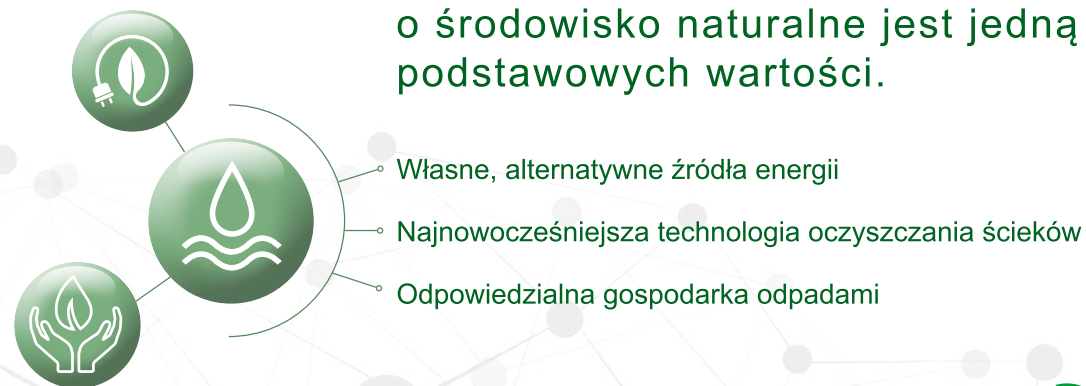 o środowisko naturalne jest jedną
podstawowych wartości.
Własne, alternatywne źródła energii
Najnowocześniejsza technologia oczyszczania ścieków
Odpowiedzialna gospodarka odpadami